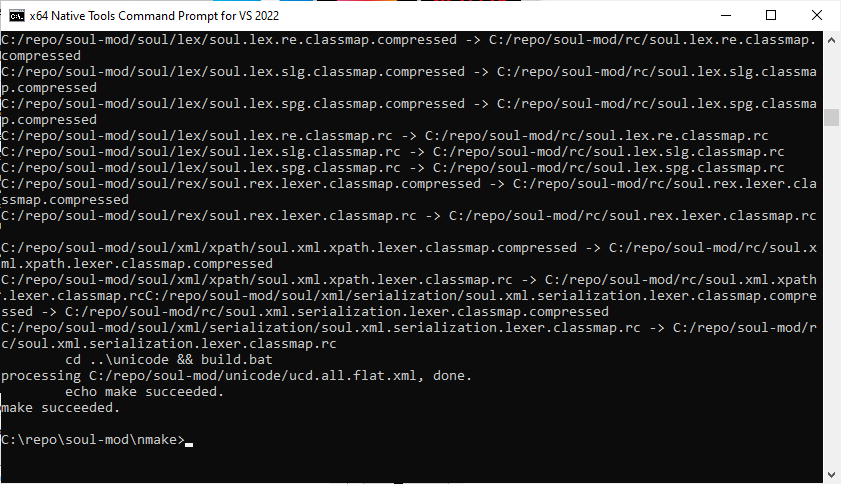 x64 Native Tools Command Prompt for VS 2022
C:/repo/soul-mod/soul/lex/soul.lex.re.classmap.compressed -> C:/repo/soul-mod/rc/soul.lex.re.classmap.
compressed
C:/repo/soul-mod/soul/lex/soul.lex.slg.classmap.compressed -> C:/repo/soul-mod/rc/soul.lex.slg.classma
p.compressed
C:/repo/soul-mod/soul/lex/soul.lex.spg.classmap.compressed -> C:/repo/soul-mod/rc/soul.lex.spg.classma
p.compressed
C:/repo/soul-mod/soul/lex/soul.lex.re.classmap.rc -> C:/repo/soul-mod/rc/soul.lex.re.classmap.rc
C:/repo/soul-mod/soul/lex/soul.lex.slg.classmap.rc -> C:/repo/soul-mod/rc/soul.lex.slg.classmap.rc
C:/repo/soul-mod/soul/lex/soul.lex.spg.classmap.rc -> C:/repo/soul-mod/rc/soul.lex.spg.classmap.rc
C:/repo/soul-mod/soul/rex/soul.rex.lexer.classmap.compressed -> C:/repo/soul-mod/rc/soul.rex.lexer.cla
ssmap.compressed
C:/repo/soul-mod/soul/rex/soul.rex.lexer.classmap.rc -> C:/repo/soul-mod/rc/soul.rex.lexer.classmap.rc
C:/repo/soul-mod/soul/xml/xpath/soul.xml.xpath.lexer.classmap.compressed -> C:/repo/soul-mod/rc/soul.x
ml.xpath.lexer.classmap.compressed
C:/repo/soul-mod/soul/xml/xpath/soul.xml.xpath.lexer.classmap.rc -> C:/repo/soul-mod/rc/soul.xml.xpath
.lexer.classmap.rcC:/repo/soul-mod/soul/xml/serialization/soul.xml.serialization.lexer.classmap.compre
ssed -> C:/repo/soul-mod/rc/soul.xml.serialization.lexer.classmap.compressed
C:/repo/soul-mod/soul/xml/serialization/soul.xml.serialization.lexer.classmap.rc -> C:/repo/soul-mod/r
c/soul.xml.serialization.lexer.classmap.rc
cd ..\unicode && build.bat
processing C:/repo/soul-mod/unicode/ucd.all.flat.xml, done.
echo make succeeded.
make succeeded.
C:\repo\soul-mod\nmake>